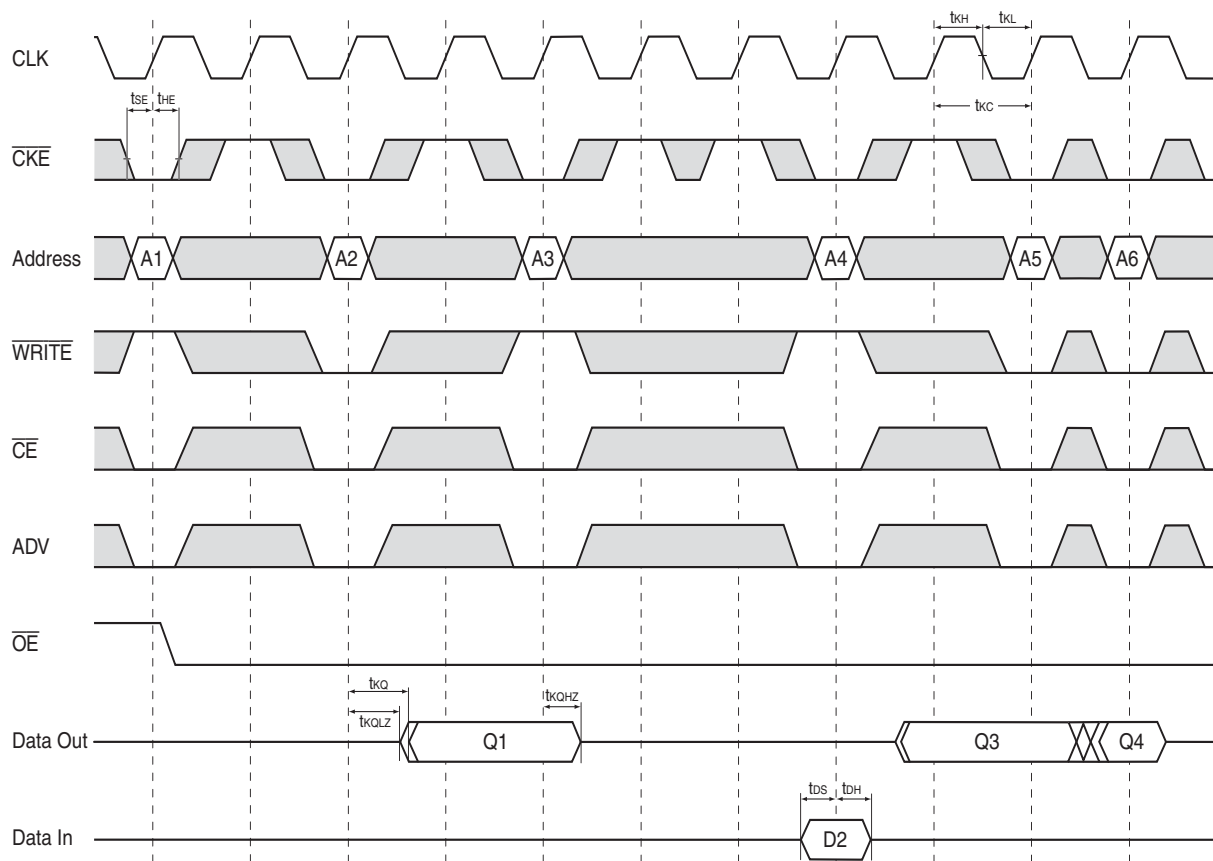 tKH tKL
CLK
tSE tHE
tKC
CKE
Address A1 A2 A3 A4 A5 A6
WRITE
CE
ADV
OE
tKQ
tKQLZ tKQHZ
Data Out Q1 Q3 Q4
tDS tDH
Data In D2